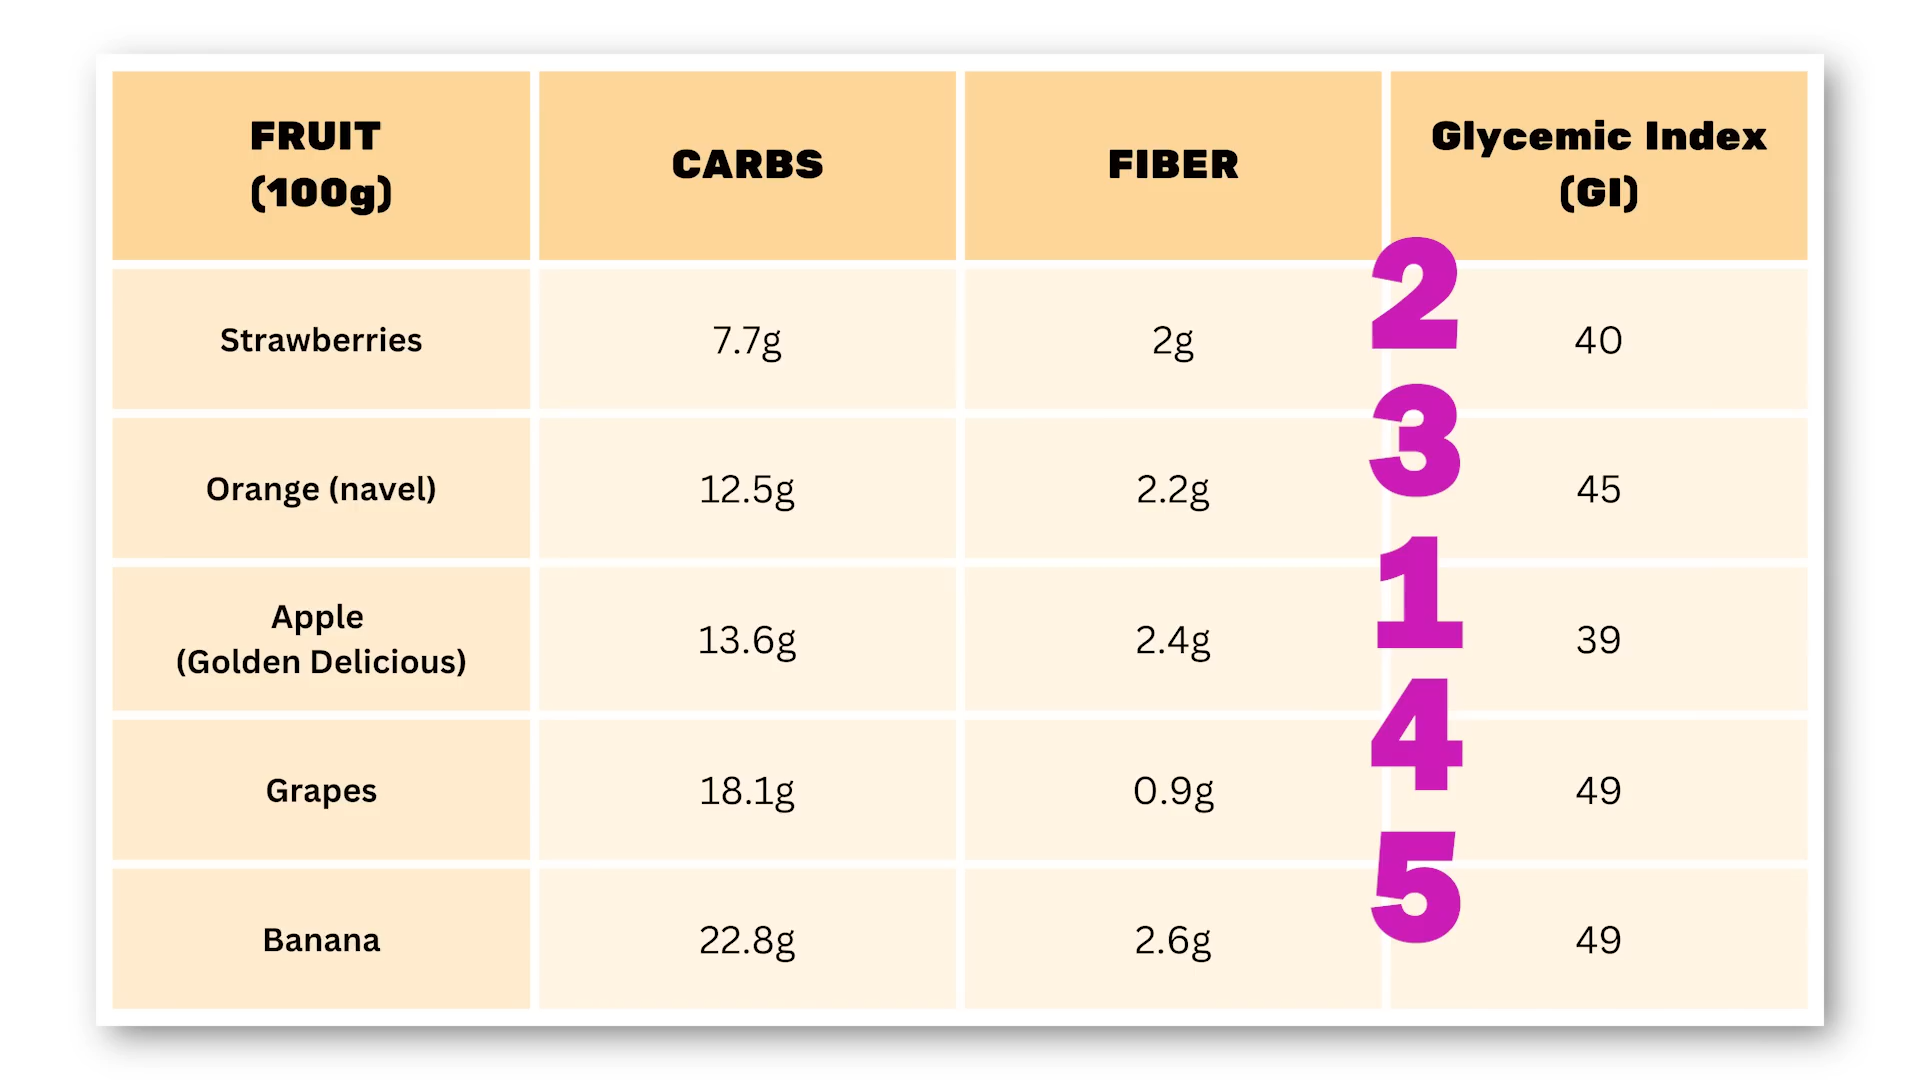 FRUIT
(100g)
CARBS
FIBER
Glycemic Index
(GI)
Strawberries
7.7g
2g
2
40
Orange (navel)
12.5g
2.2g
3
45
Apple
(Golden Delicious)
13.6g
2.4g
1
39
Grapes
18.1g
0.9g
4
49
Banana
22.8g
2.6g
5
49